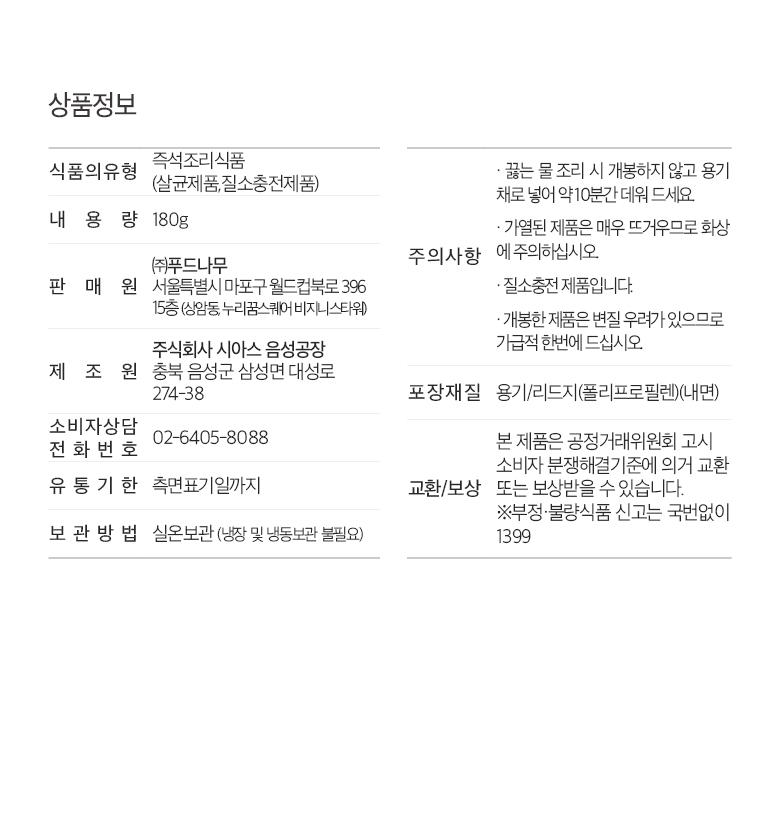 상품정보
식품의유형
즉석조리식품
(살균제품,질소충전제품)
내 용 량
180g
판 매 원
㈜푸드나무
서울특별시 마포구 월드컵북로 396
15층 (상암동, 누리꿈스퀘어 비지니스타워)
제 조 원
주식회사 시아스 음성공장
충북 음성군 삼성면 대성로
274-38
소비자상담
전 화 번 호
02-6405-8088
유 통 기 한
측면표기일까지
보 관 방 법
실온보관 (냉장 및 냉동보관 불필요)
주의사항
· 끓는 물 조리 시 개봉하지 않고 용기
채로 넣어 약 10분간 데워 드세요.
· 가열된 제품은 매우 뜨거우므로 화상
에 주의하십시오.
· 질소충전 제품입니다.
· 개봉한 제품은 변질 우려가 있으므로
가급적 한번에 드십시오.
포장재질
용기/리드지(폴리프로필렌)(내면)
교환/보상
본 제품은 공정거래위원회 고시
소비자 분쟁해결기준에 의거 교환
또는 보상받을 수 있습니다.
※부정·불량식품 신고는 국번없이
1399